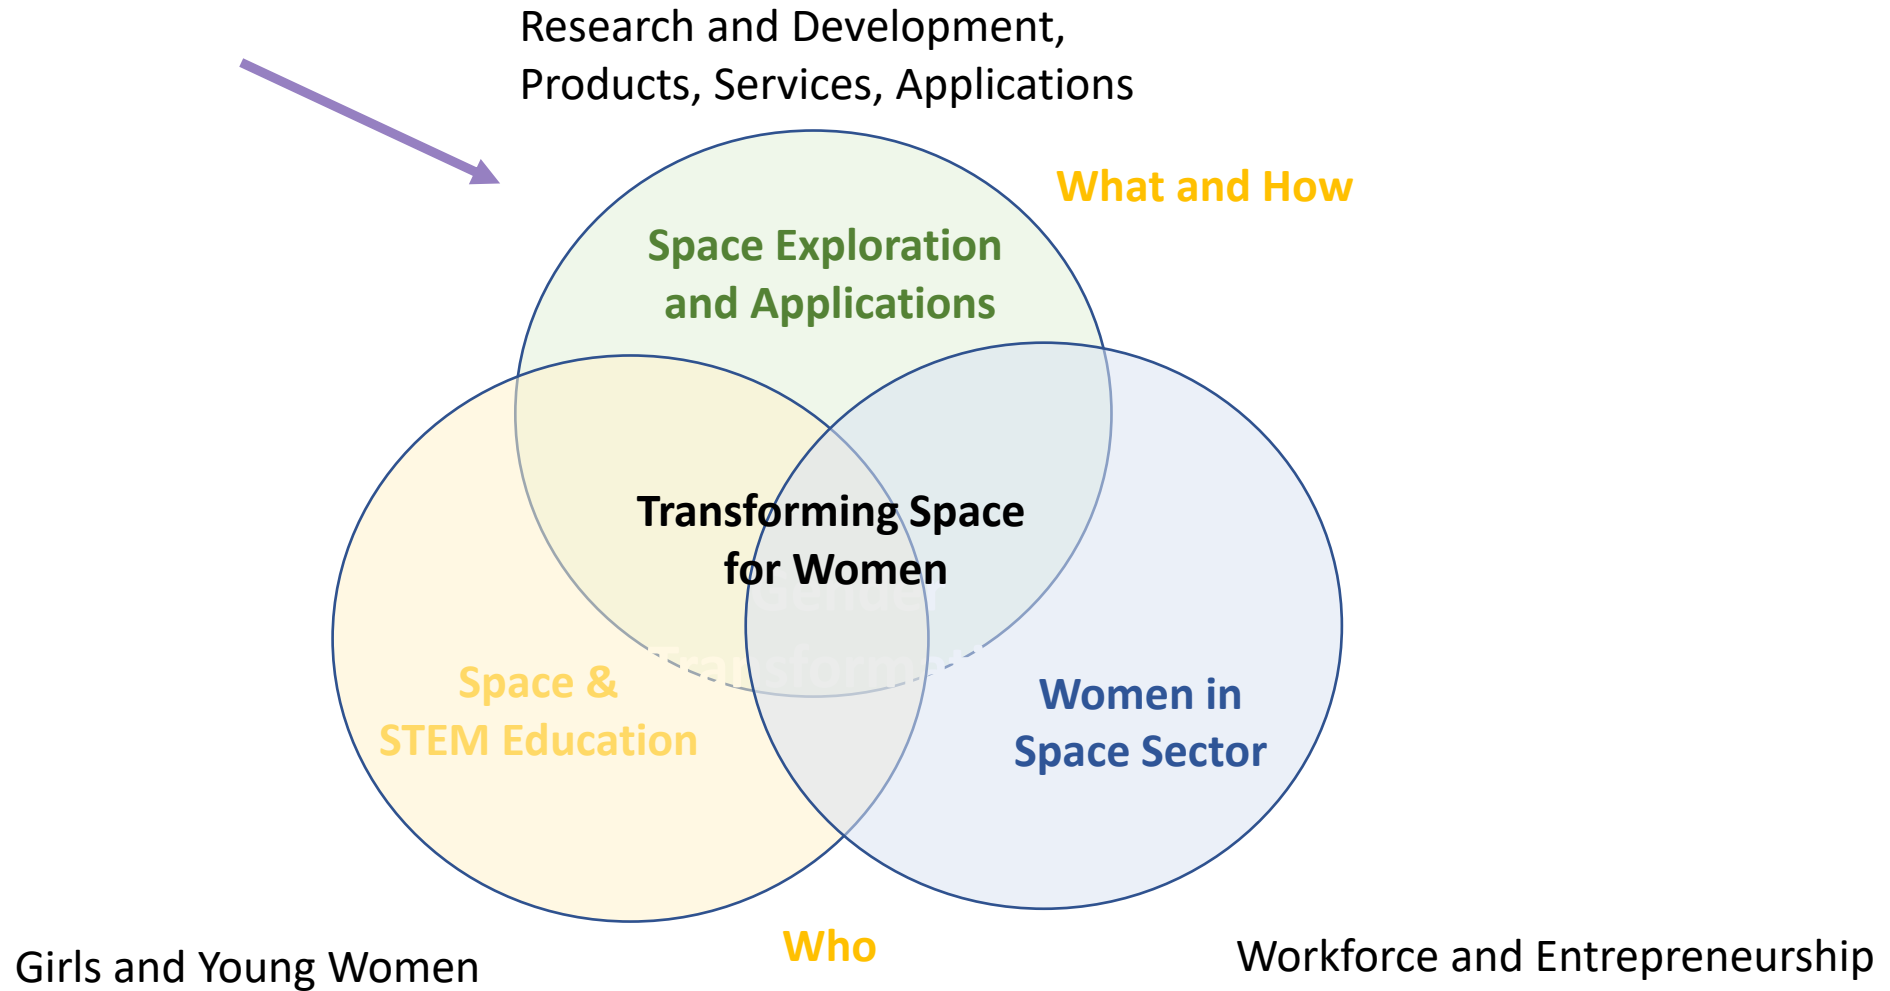 Research and Development,
Products, Services, Applications
What and How
Space Exploration
and Applications
Transforming Space
for Women
Gender
Space &
STEM Education
Women in
Space Sector
Who
Girls and Young Women
Workforce and Entrepreneurship